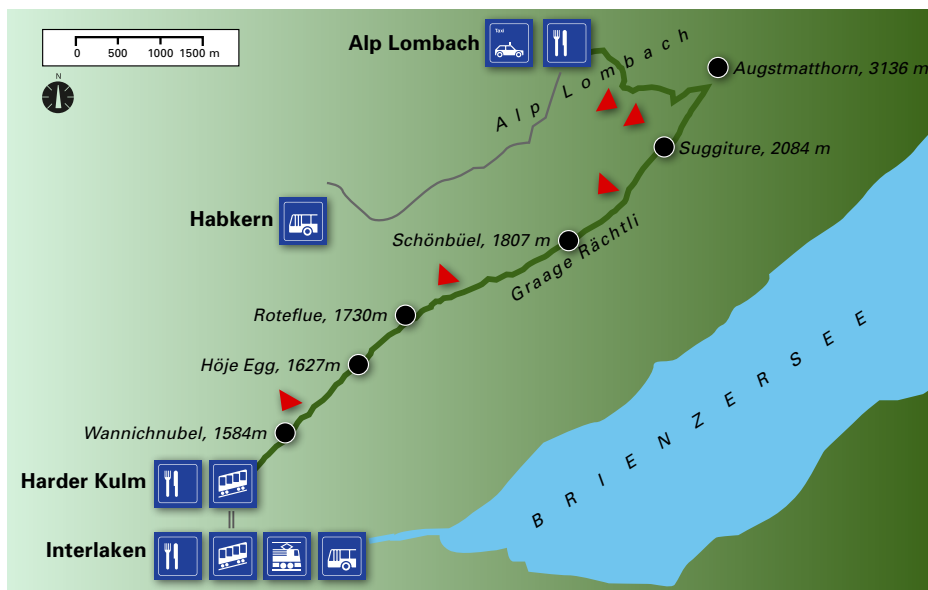 0 500 1000 1500 m
N
Alp Lombach
Taxi
Alp Lombach
Augstmatthorn, 3136 m
Suggiture, 2084 m
Habkern
Schönbüel, 1807 m
Graage Rächtli
Roteflue, 1730m
Höje Egg, 1627m
BRIENZERSEE
Wannichnubel, 1584m
Harder Kulm
Interlaken